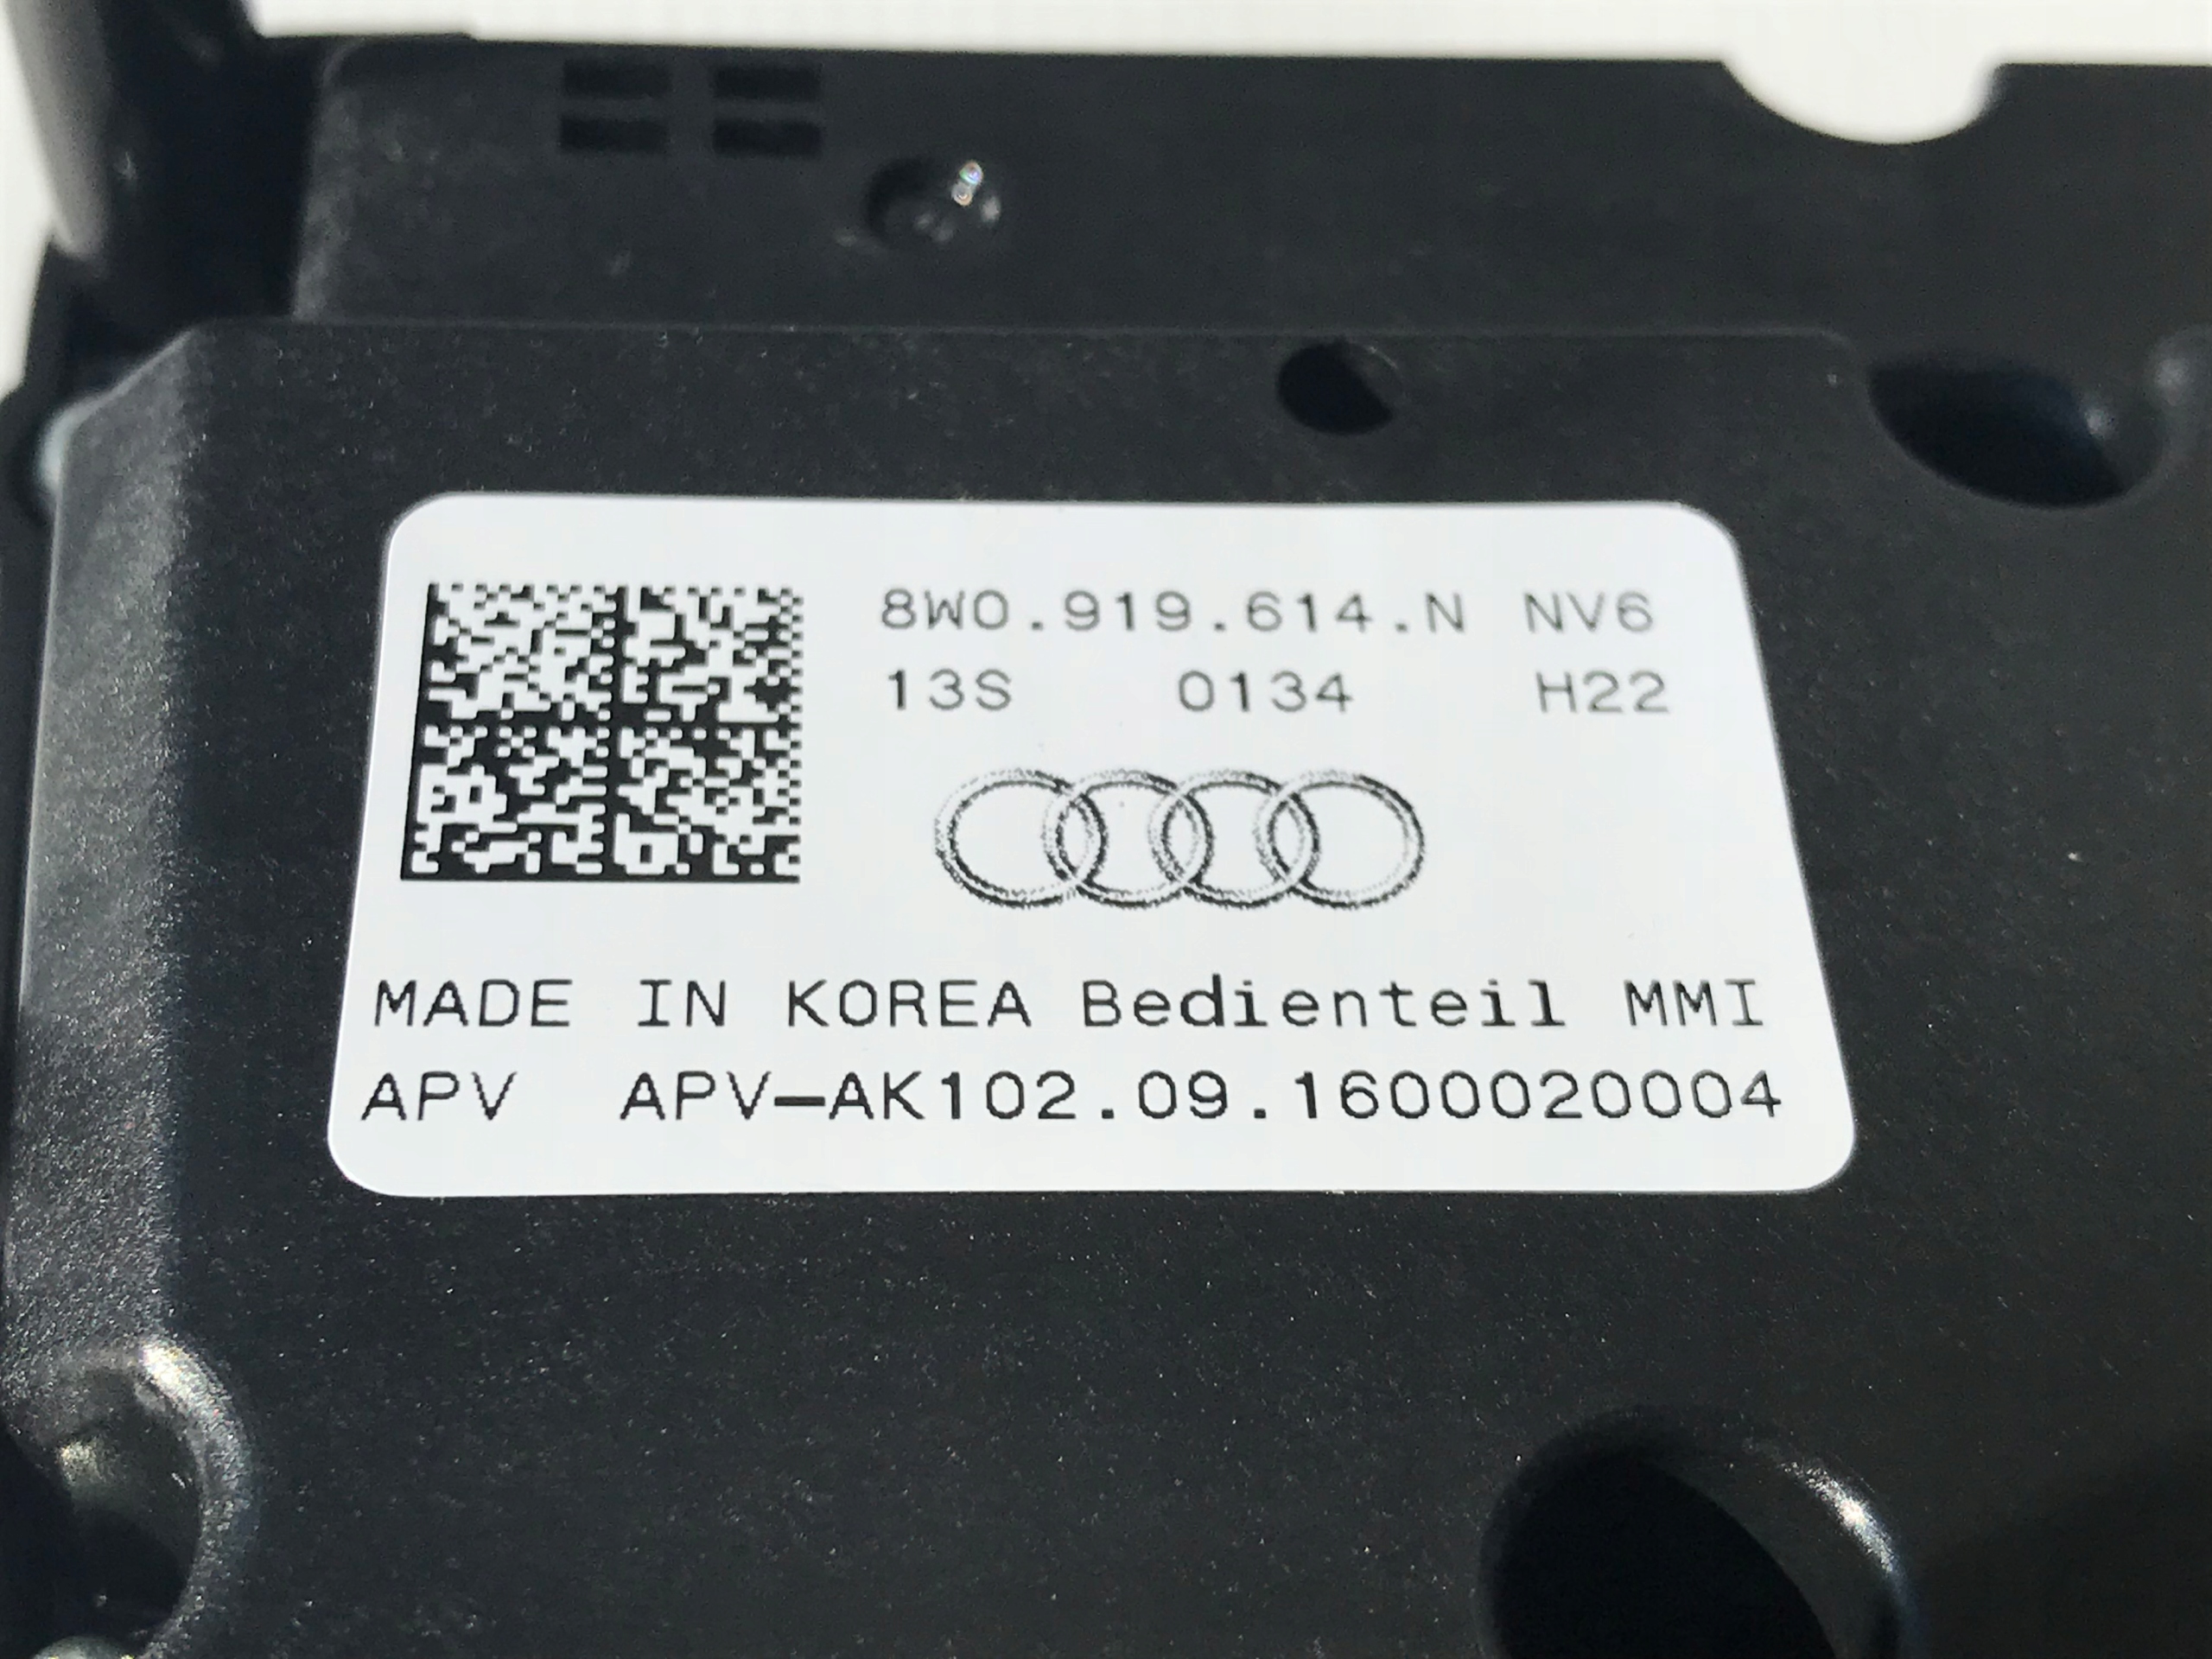 8W0.919.614.N NV6
13S 0134 H22
MADE IN KOREA Bedienteil MMI
APV APV-AK102.09.1600020004